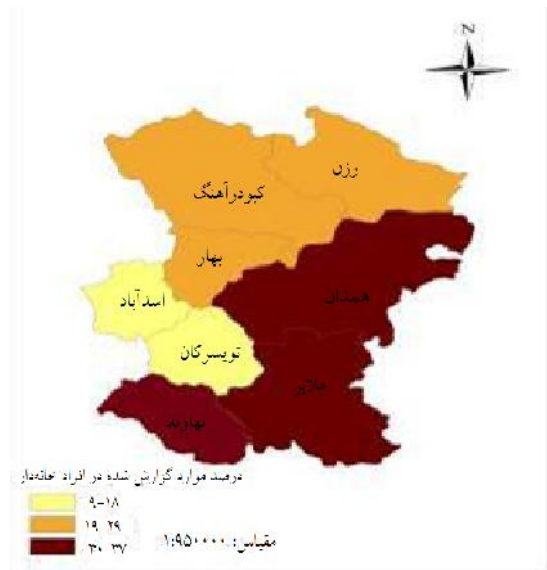 N
رزن
کبودرآهنگ
بهار
همدان
اسدآباد
تویسرکان
ملایر
نهاوند
درصد موارد گزارش شده در افراد خانه‌دار
۹-۱۸
۱۹-۲۹
۳۰-۳۷
مقیاس: ۱:۹۵۰۰۰۰